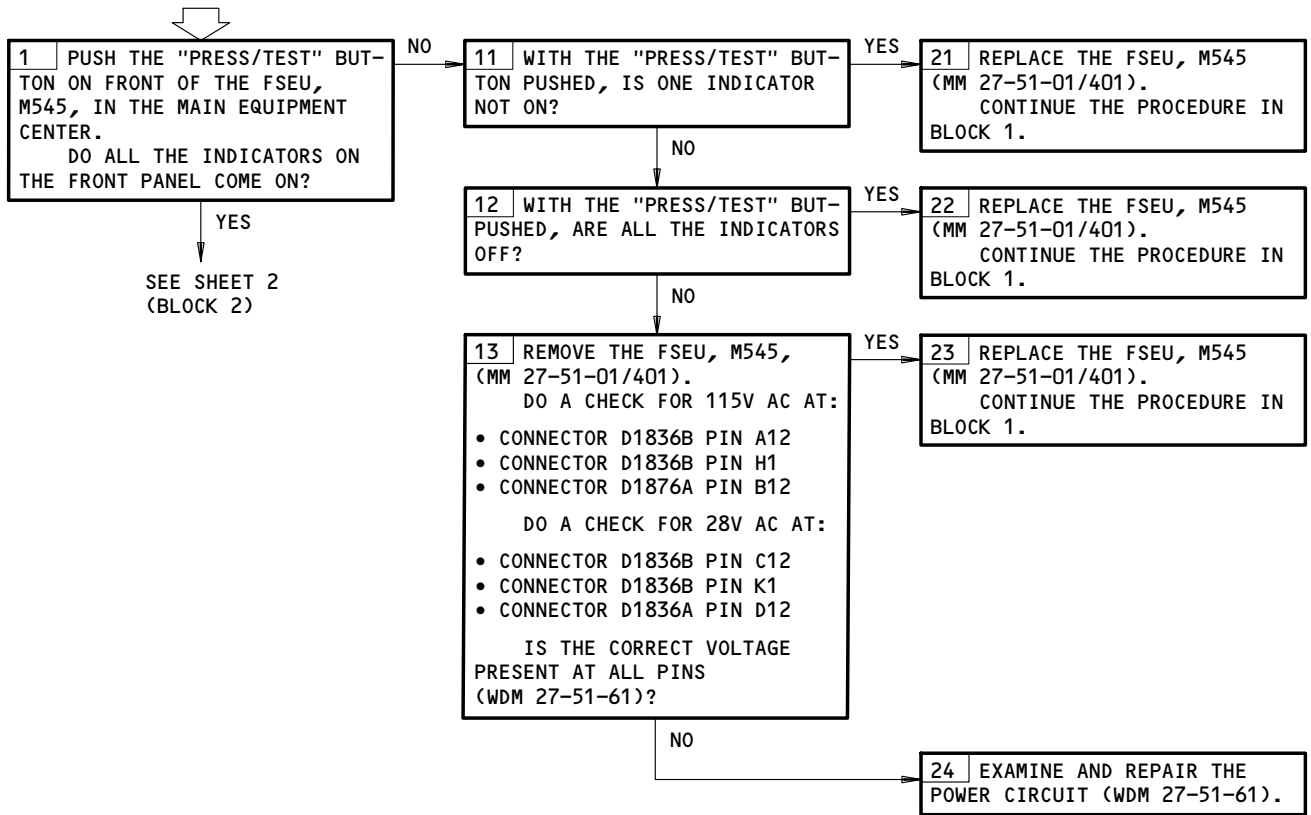 1 PUSH THE "PRESS/TEST" BUT-
TON ON FRONT OF THE FSEU,
M545, IN THE MAIN EQUIPMENT
CENTER.
DO ALL THE INDICATORS ON
THE FRONT PANEL COME ON?
NO
YES
SEE SHEET 2
(BLOCK 2)
11 WITH THE "PRESS/TEST" BUT-
TON PUSHED, IS ONE INDICATOR
NOT ON?
YES
NO
21 REPLACE THE FSEU, M545
(MM 27-51-01/401).
CONTINUE THE PROCEDURE IN
BLOCK 1.
12 WITH THE "PRESS/TEST" BUT-
PUSHED, ARE ALL THE INDICATORS
OFF?
YES
NO
22 REPLACE THE FSEU, M545
(MM 27-51-01/401).
CONTINUE THE PROCEDURE IN
BLOCK 1.
13 REMOVE THE FSEU, M545,
(MM 27-51-01/401).
DO A CHECK FOR 115V AC AT:
• CONNECTOR D1836B PIN A12
• CONNECTOR D1836B PIN H1
• CONNECTOR D1876A PIN B12
DO A CHECK FOR 28V AC AT:
• CONNECTOR D1836B PIN C12
• CONNECTOR D1836B PIN K1
• CONNECTOR D1836A PIN D12
IS THE CORRECT VOLTAGE
PRESENT AT ALL PINS
(WDM 27-51-61)?
YES
NO
23 REPLACE THE FSEU, M545
(MM 27-51-01/401).
CONTINUE THE PROCEDURE IN
BLOCK 1.
24 EXAMINE AND REPAIR THE
POWER CIRCUIT (WDM 27-51-61).